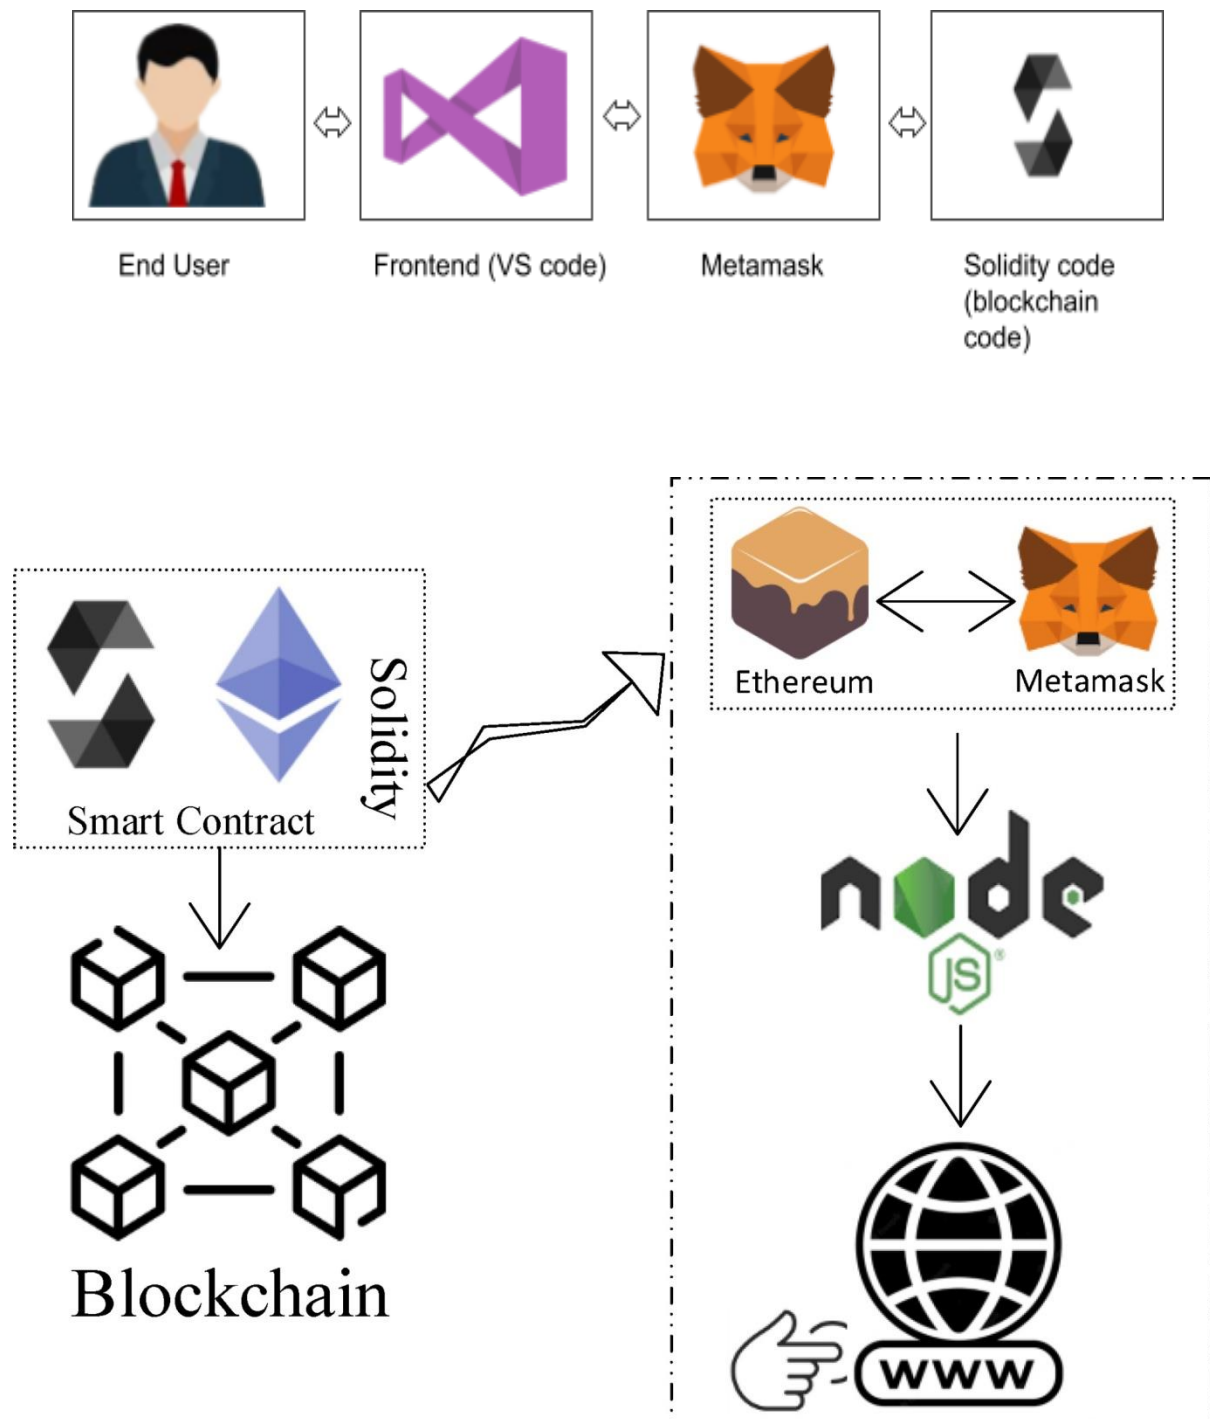 End User
Frontend (VS code)
Metamask
Solidity code
(blockchain
code)
Solidity
Smart Contract
Ethereum
Metamask
node
JS
®
Blockchain
www